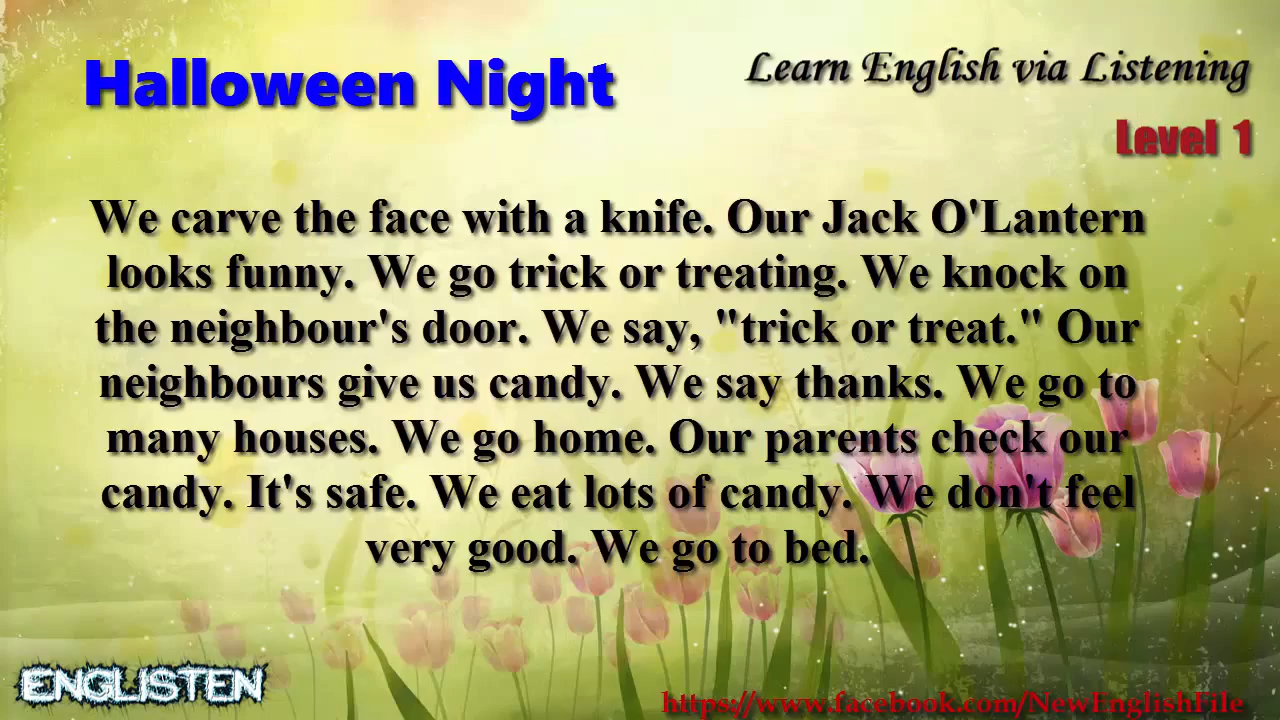 Halloween Night
Learn English via Listening
Level 1
We carve the face with a knife. Our Jack O'Lantern
looks funny. We go trick or treating. We knock on
the neighbour's door. We say, "trick or treat." Our
neighbours give us candy. We say thanks. We go to
many houses. We go home. Our parents check our
candy. It's safe. We eat lots of candy. We don't feel
very good. We go to bed.
ENGLISTEN
https://www.facebook.com/NewEnglishFile